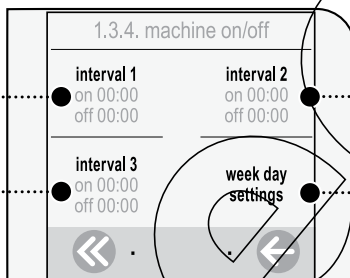 1.3.4. machine on/off
interval 1
on 00:00
off 00:00
interval 2
on 00:00
off 00:00
interval 3
on 00:00
off 00:00
week day
settings